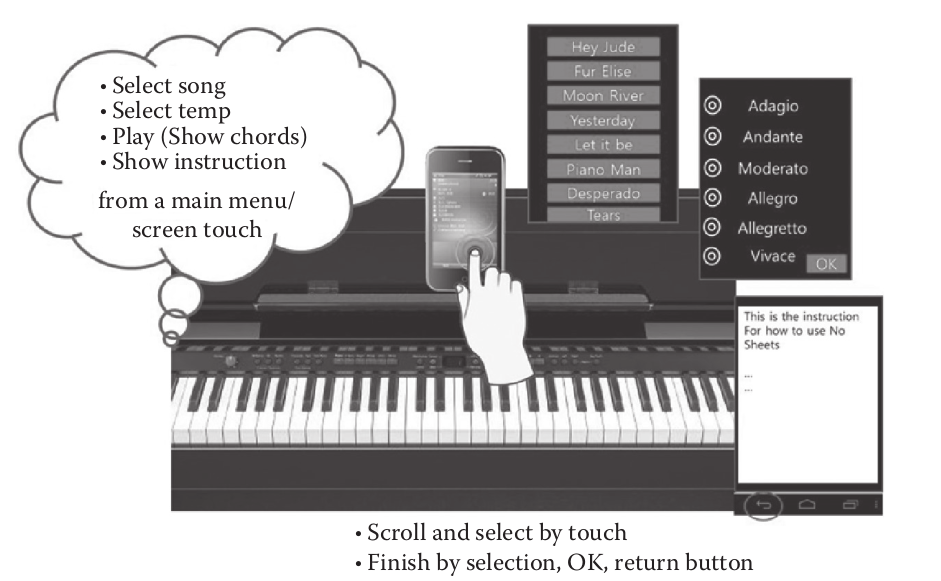 • Select song
• Select temp
• Play (Show chords)
• Show instruction
from a main menu/
screen touch
Hey Jude
Fur Elise
Moon River
Yesterday
Let it be
Piano Man
Desperado
Tears
Adagio
Andante
Moderato
Allegro
Allegretto
Vivace
OK
This is the instruction
For how to use No
Sheets
...
...
• Scroll and select by touch
• Finish by selection, OK, return button